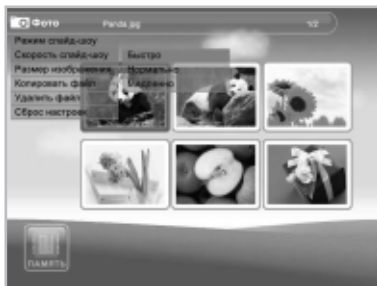 Фото Panda.jpg 1/2
Режим слайд-шоу
Скорость слайд-шоу Быстро
Размер изображения Нормально
Копировать файл Медленно
Удалить файл
Сброс настроек
ПАМЯТЬ